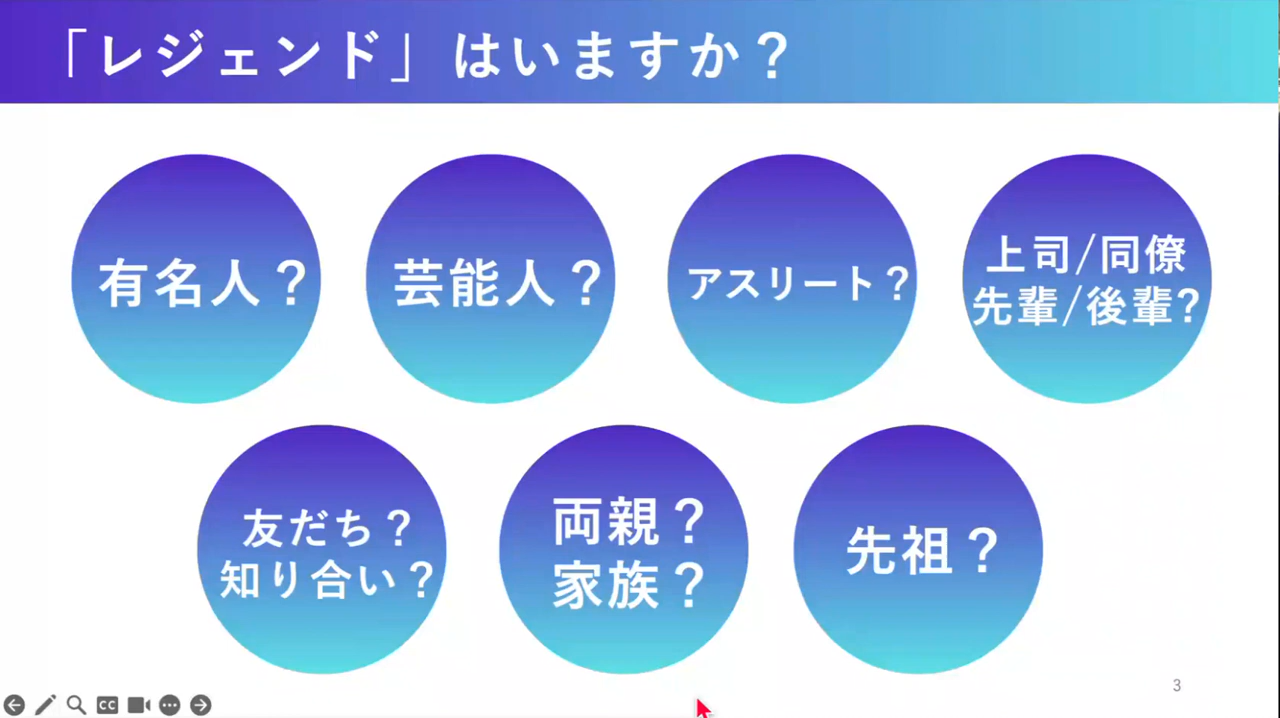 「レジェンド」はいますか？
有名人？
芸能人？
アスリート？
上司/同僚
先輩/後輩?
友だち？
知り合い？
両親？
家族？
先祖？
3
CC